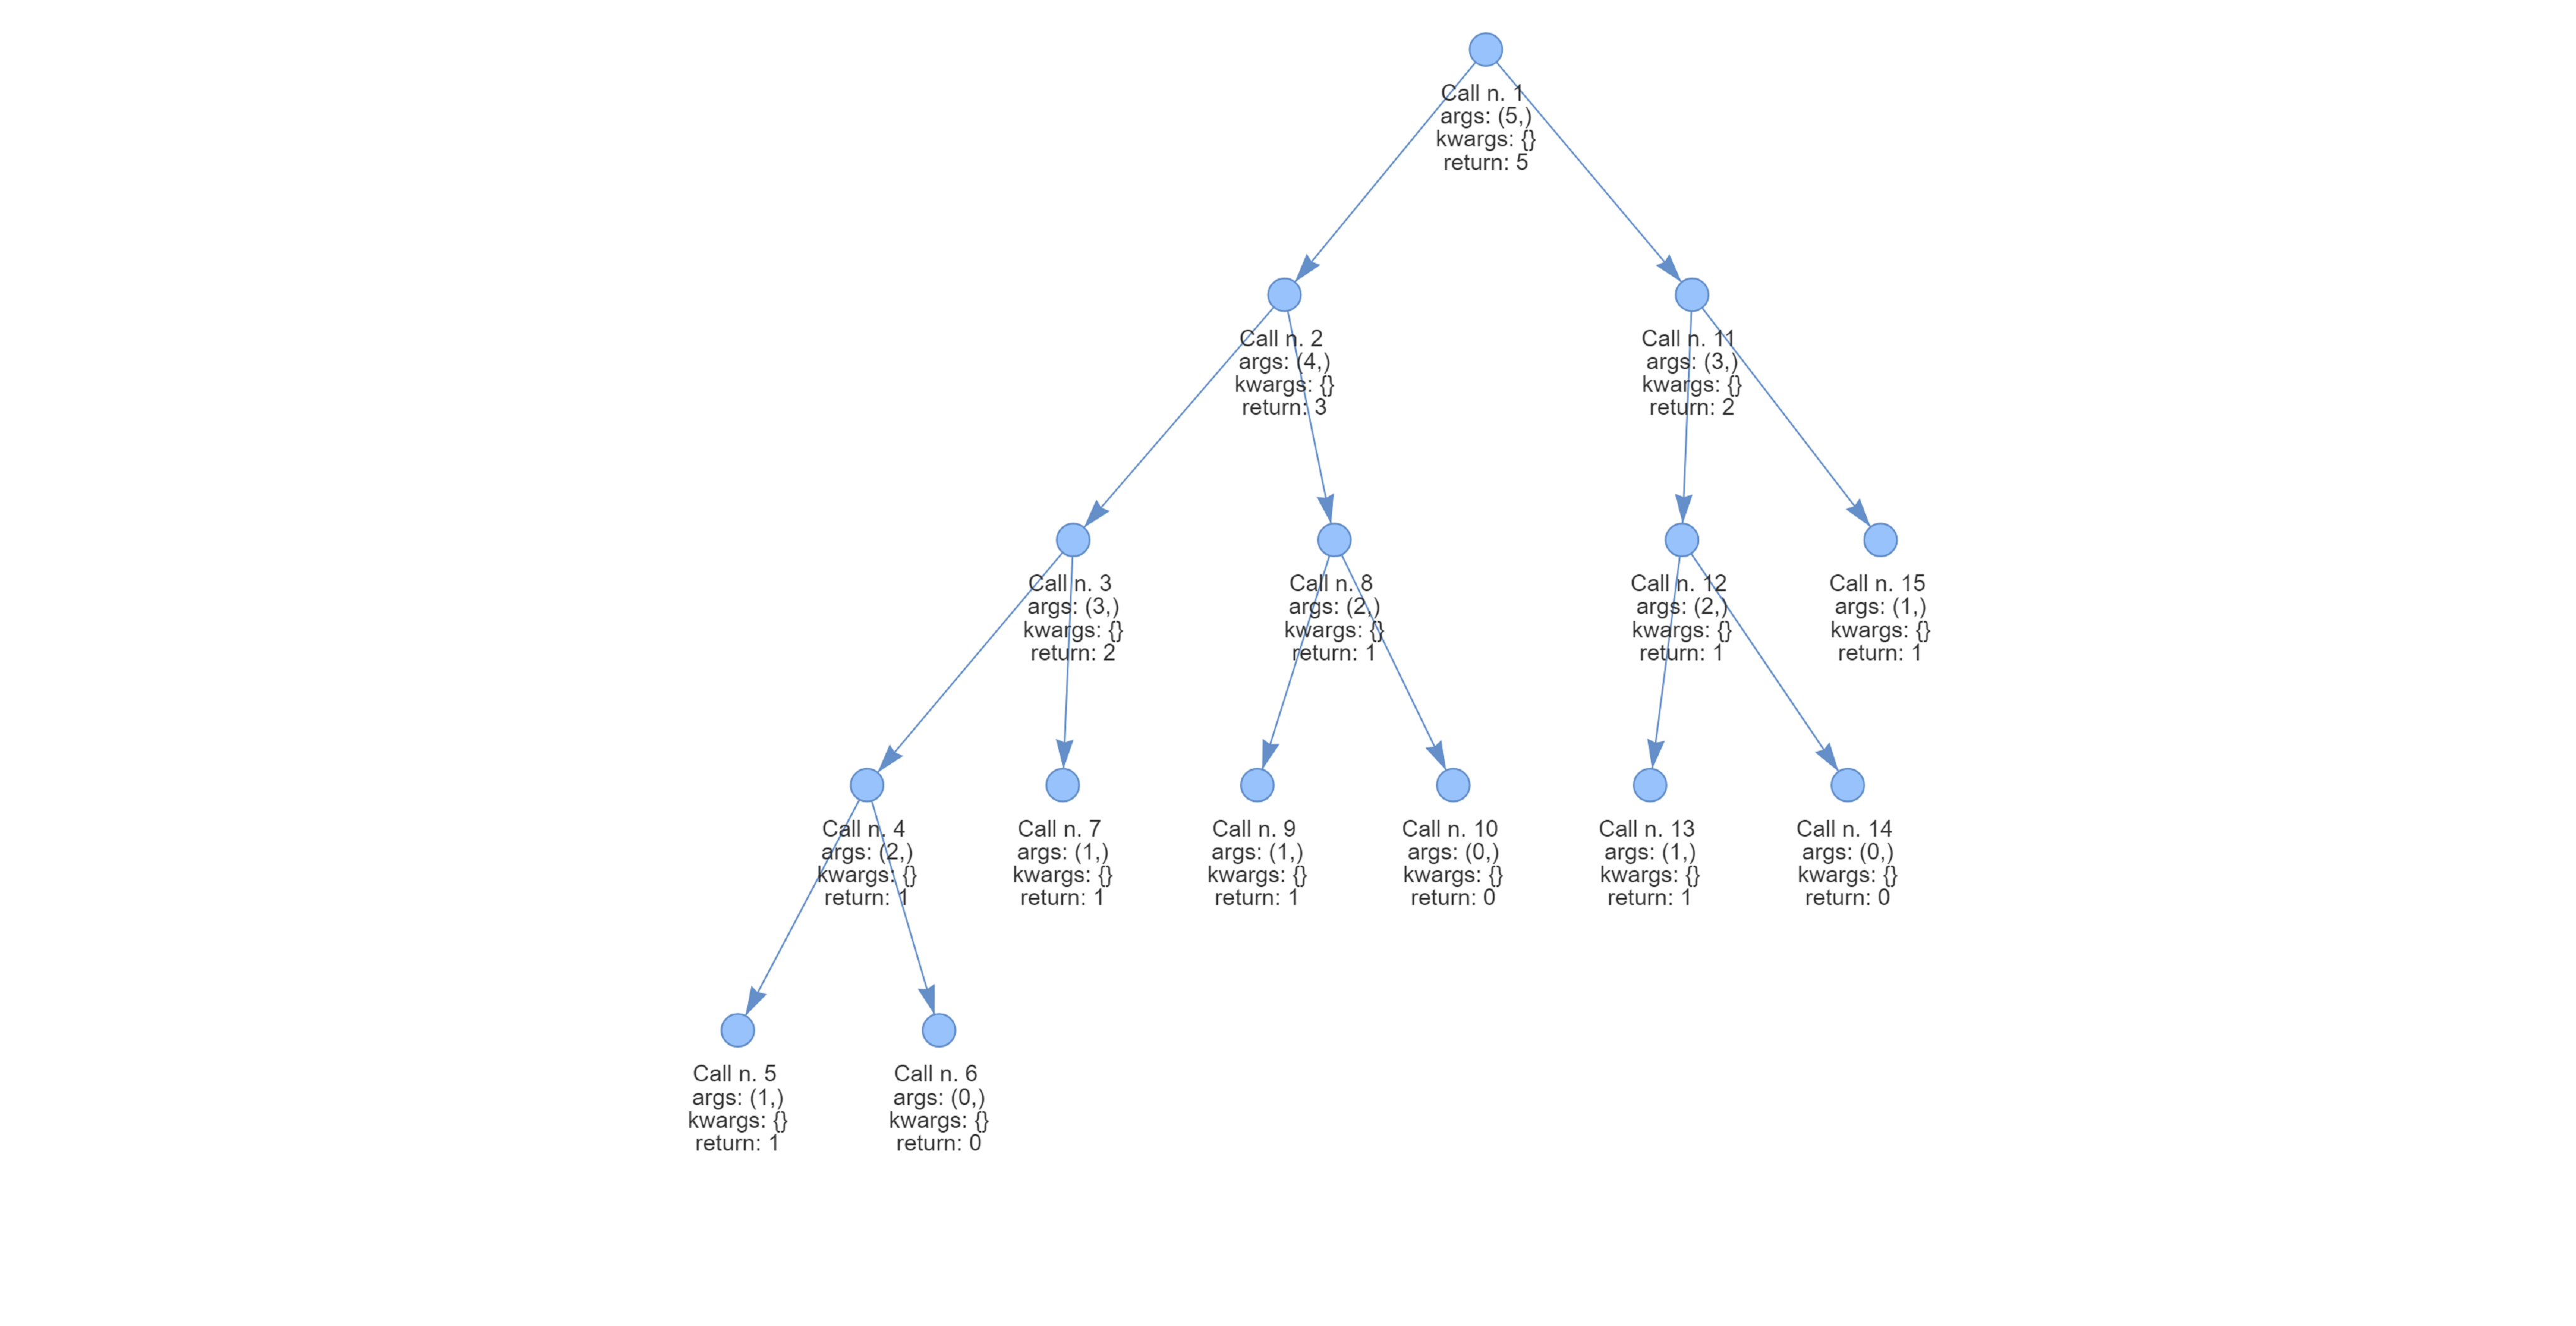 Call n. 1
args: (5,)
kwargs: {}
return: 5
Call n. 2
args: (4,)
kwargs: {}
return: 3
Call n. 11
args: (3,)
kwargs: {}
return: 2
Call n. 3
args: (3,)
kwargs: {}
return: 2
Call n. 8
args: (2,)
kwargs: {}
return: 1
Call n. 12
args: (2,)
kwargs: {}
return: 1
Call n. 15
args: (1,)
kwargs: {}
return: 1
Call n. 4
args: (2,)
kwargs: {}
return: 1
Call n. 7
args: (1,)
kwargs: {}
return: 1
Call n. 9
args: (1,)
kwargs: {}
return: 1
Call n. 10
args: (0,)
kwargs: {}
return: 0
Call n. 13
args: (1,)
kwargs: {}
return: 1
Call n. 14
args: (0,)
kwargs: {}
return: 0
Call n. 5
args: (1,)
kwargs: {}
return: 1
Call n. 6
args: (0,)
kwargs: {}
return: 0